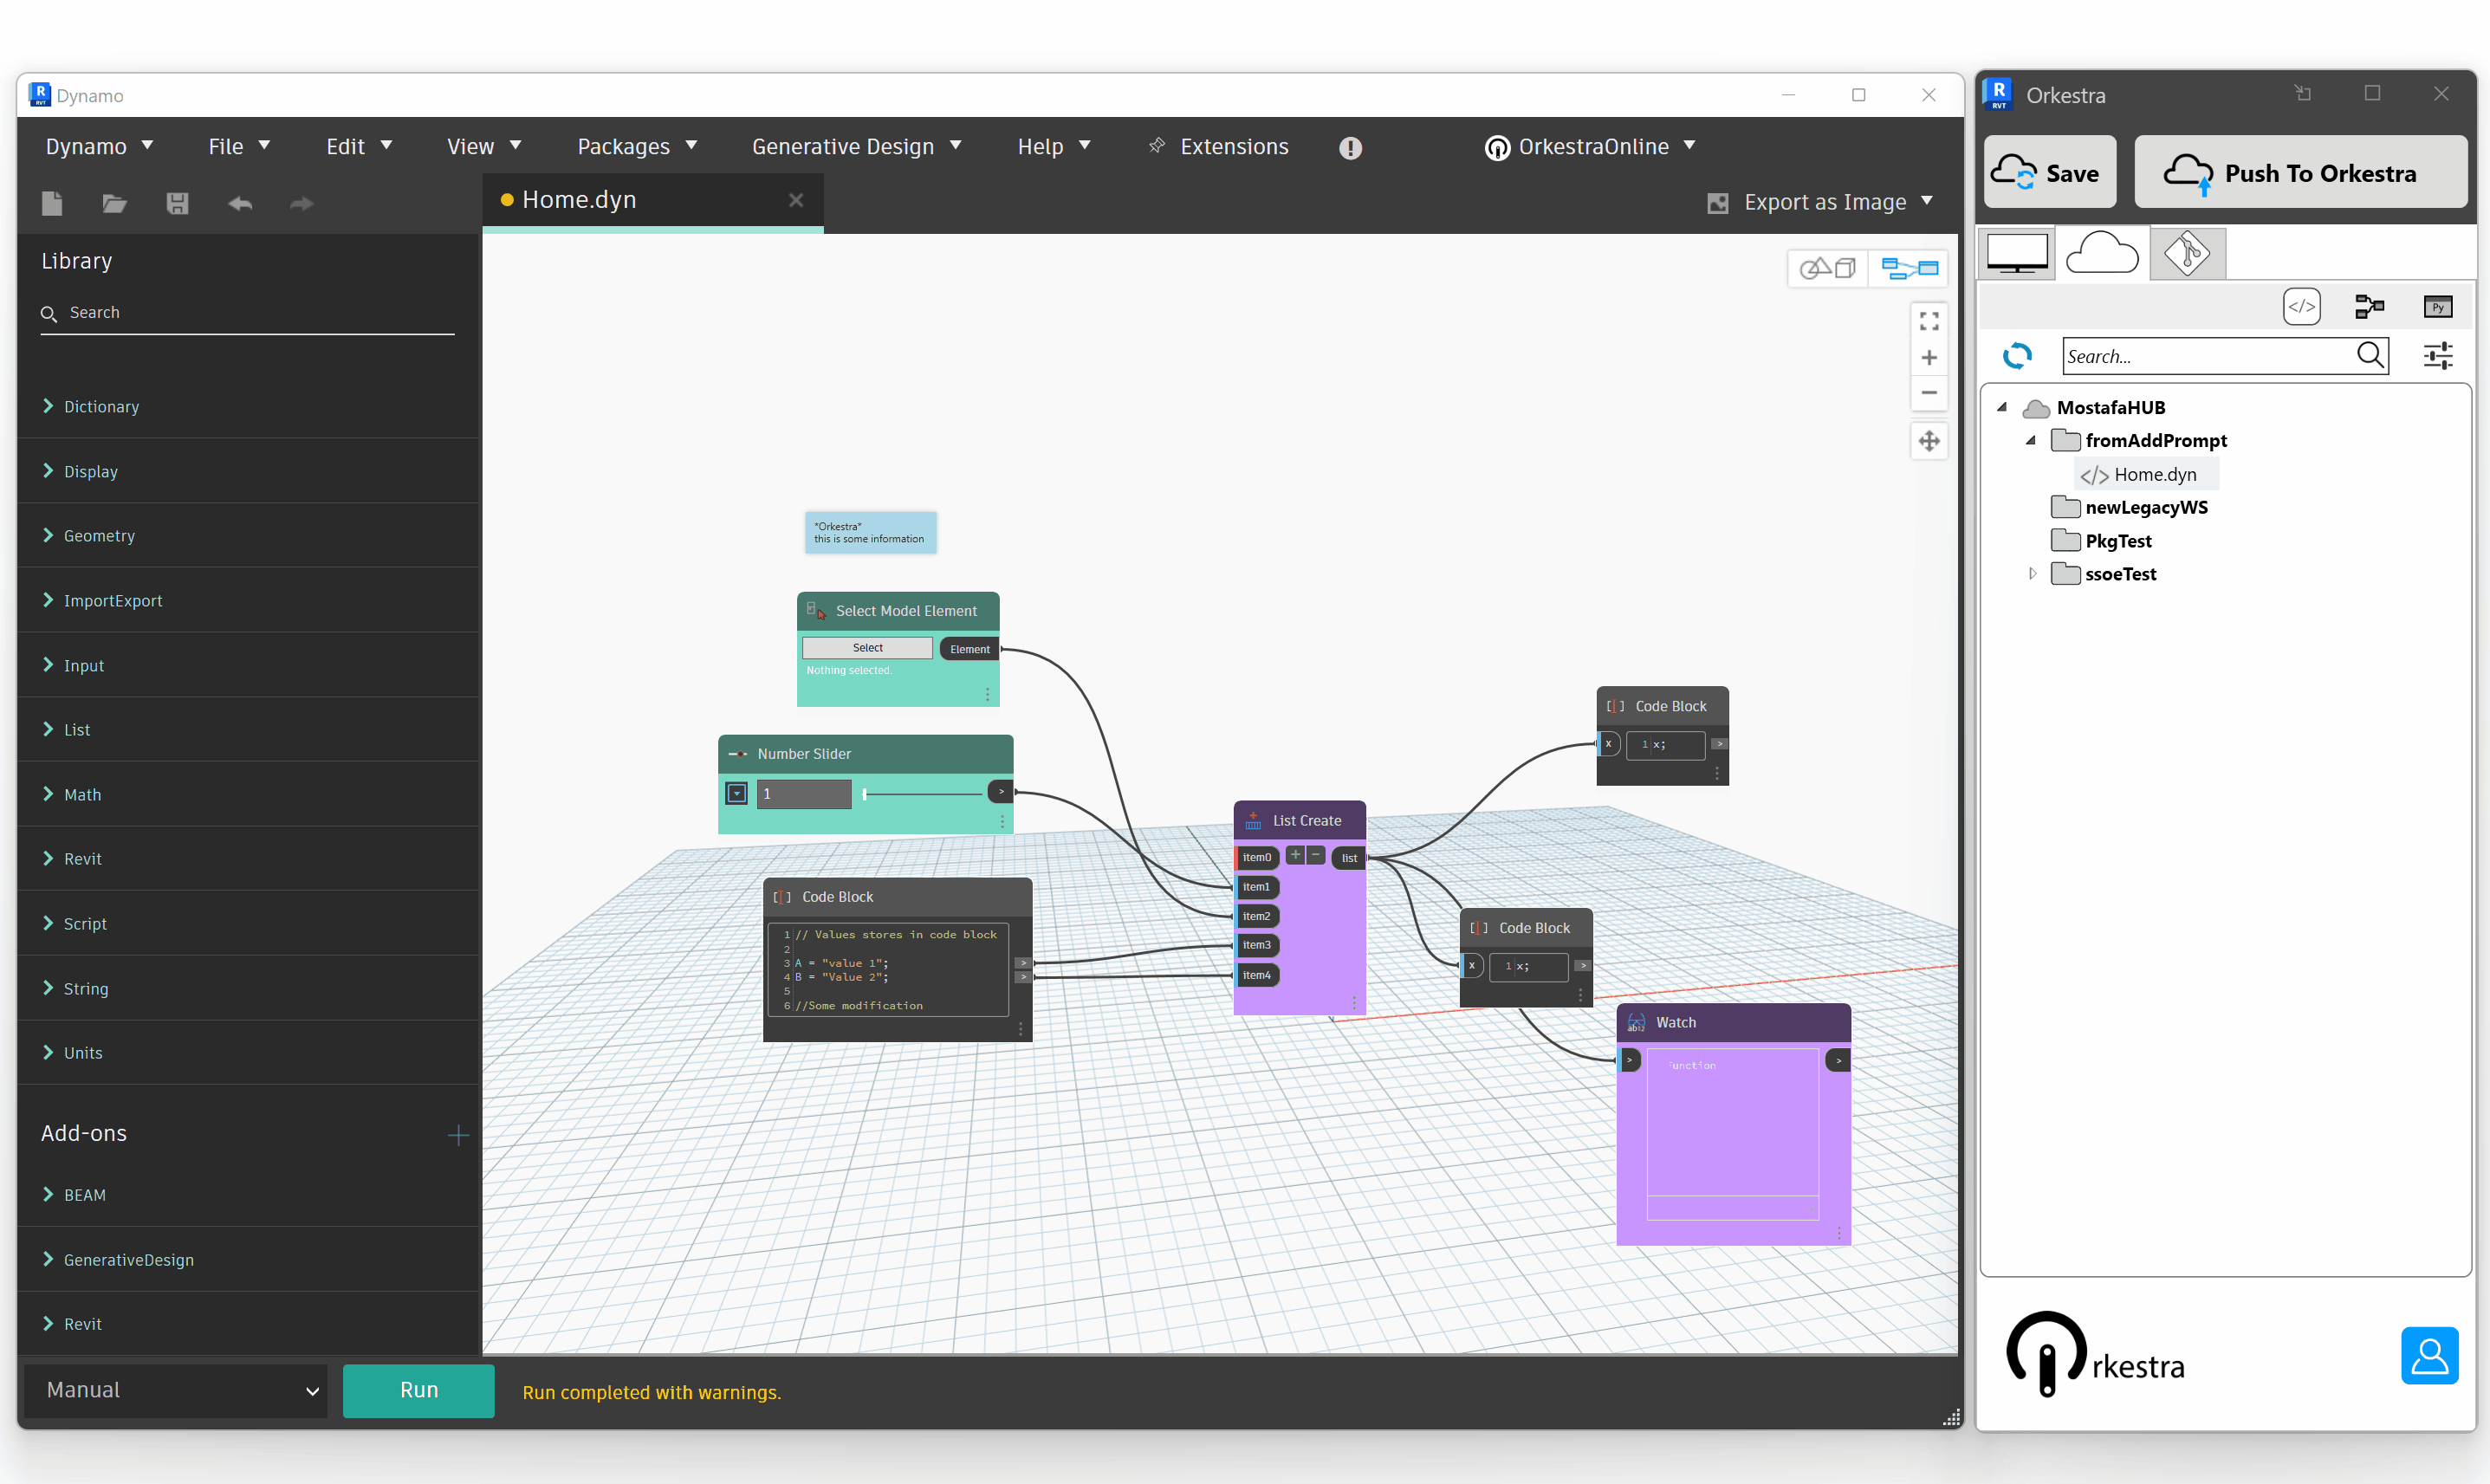 Dynamo
Dynamo File Edit View Packages Generative Design Help Extensions OrkestraOnline
Home.dyn
Export as Image
Library
Search
Dictionary
Display
Geometry
ImportExport
Input
List
Math
Revit
Script
String
Units
Add-ons
BEAM
GenerativeDesign
Revit
Manual
Run
Run completed with warnings.
*Orkestra*
this is some information
Select Model Element
Select
Element
Nothing selected.
Number Slider
1
>
Code Block
1 // Values stores in code block
2
3 A = "value 1"; >
4 B = "Value 2"; >
5
6 //Some modification
List Create
item0 + - list
item1
item2
item3
item4
Code Block
x 1 x; >
Code Block
x 1 x; >
Watch
> >
R
RVT
Orkestra
Save
Push To Orkestra
</>
Py
Search...
MostafaHUB
fromAddPrompt
</> Home.dyn
newLegacyWS
PkgTest
ssoeTest
rkestra